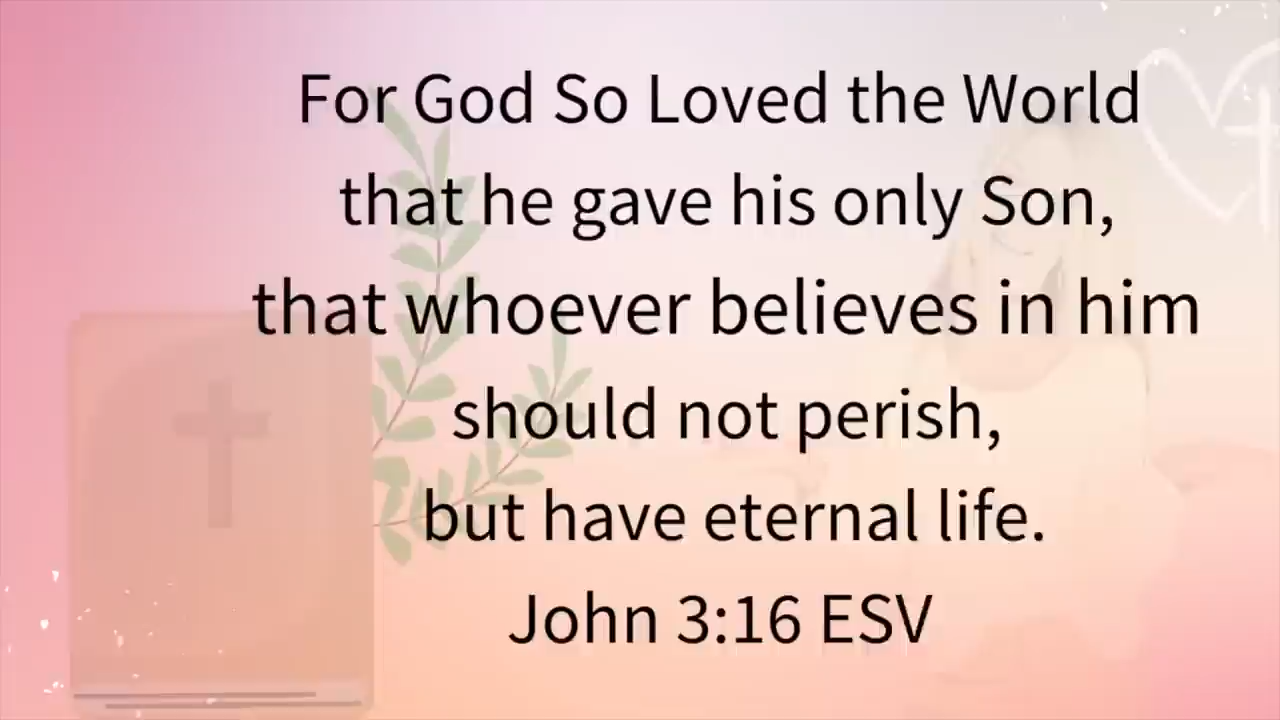 For God So Loved the World
that he gave his only Son,
that whoever believes in him
should not perish,
but have eternal life.
John 3:16 ESV